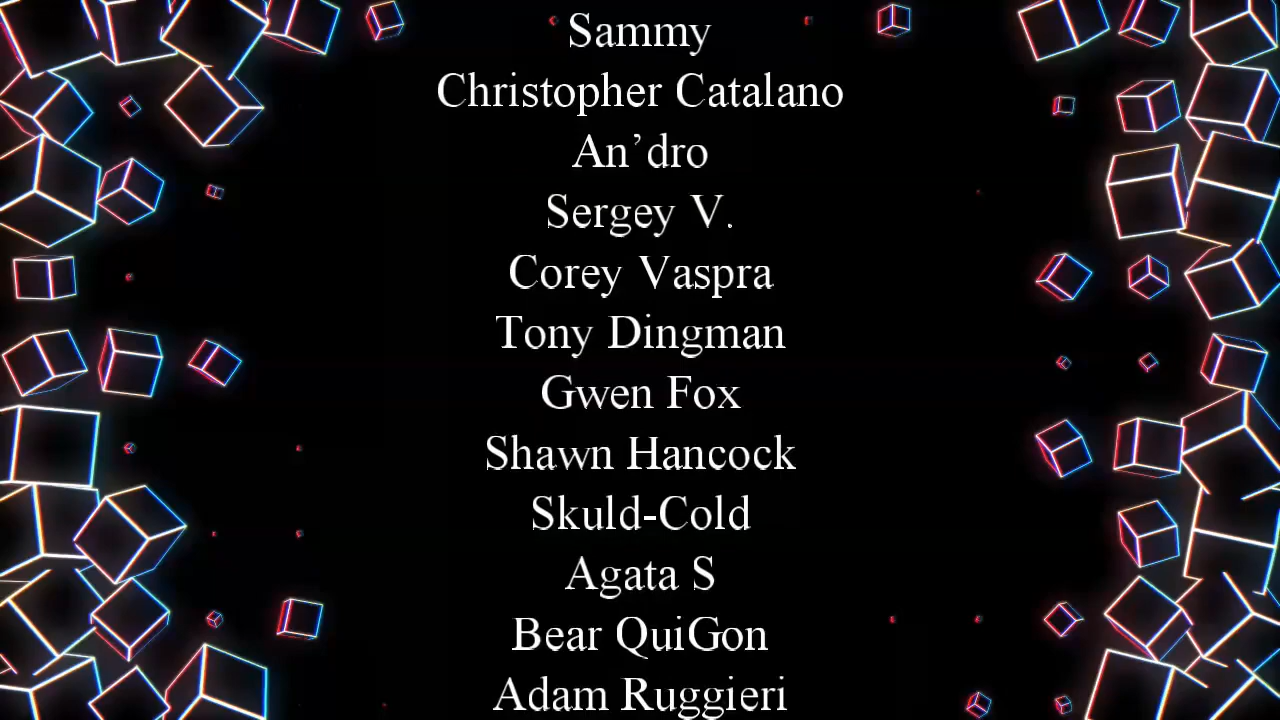 Sammy
Christopher Catalano
An’dro
Sergey V.
Corey Vaspra
Tony Dingman
Gwen Fox
Shawn Hancock
Skuld-Cold
Agata S
Bear QuiGon
Adam Ruggieri